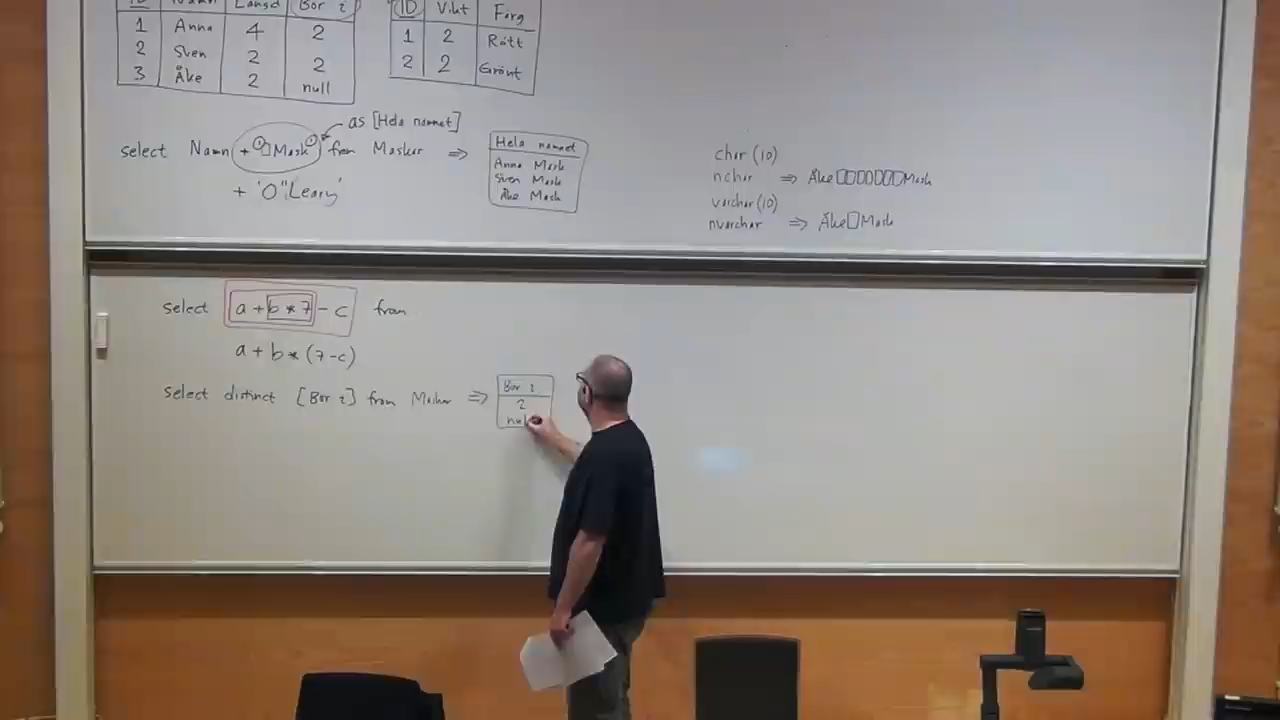 ID Namn Längd Bor i
1 Anna 4 2
2 Sven 2 2
3 Åke 2 null
ID Vikt Färg
1 2 Rött
2 2 Grönt
as [Hela namnet]
select Namn + '▯Mask' from Maskar ⇒
+ 'O''Leary'
Hela namnet
Anna Mask
Sven Mask
Åke Mask
char (10)
nchar ⇒ Åke▯▯▯▯▯▯▯Mask
varchar (10)
nvarchar ⇒ Åke▯Mask
select a + b * 7 - c from
a + b * (7 - c)
select distinct [Bor i] from Maskar ⇒
Bor i
2
null